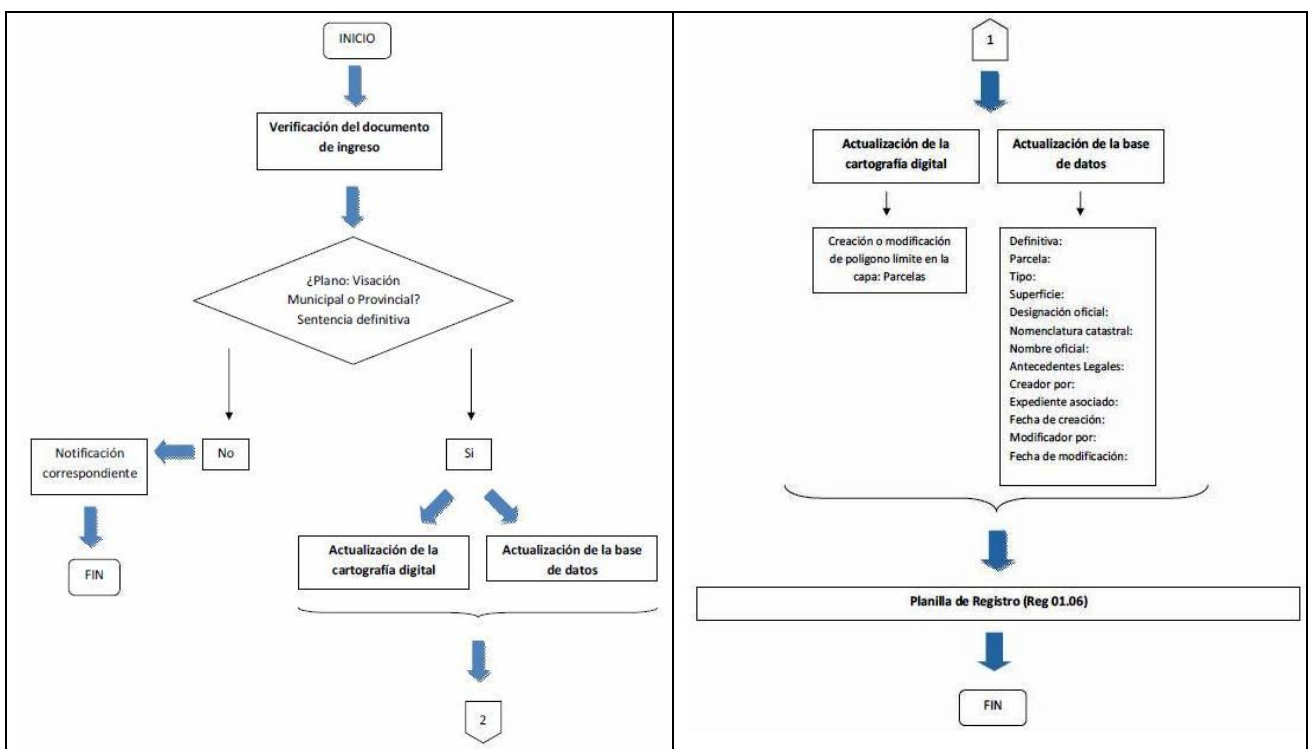 INICIO
Verificación del documento
de ingreso
¿Plano: Visación
Municipal o Provincial?
Sentencia definitiva
Notificación
correspondiente
No
Si
FIN
Actualización de la
cartografía digital
Actualización de la base
de datos
2
1
Actualización de la
cartografía digital
Actualización de la base
de datos
Creación o modificación
de polígono límite en la
capa: Parcelas
Definitiva:
Parcela:
Tipo:
Superficie:
Designación oficial:
Nomenclatura catastral:
Nombre oficial:
Antecedentes Legales:
Creador por:
Expediente asociado:
Fecha de creación:
Modificador por:
Fecha de modificación:
Planilla de Registro (Reg 01.06)
FIN